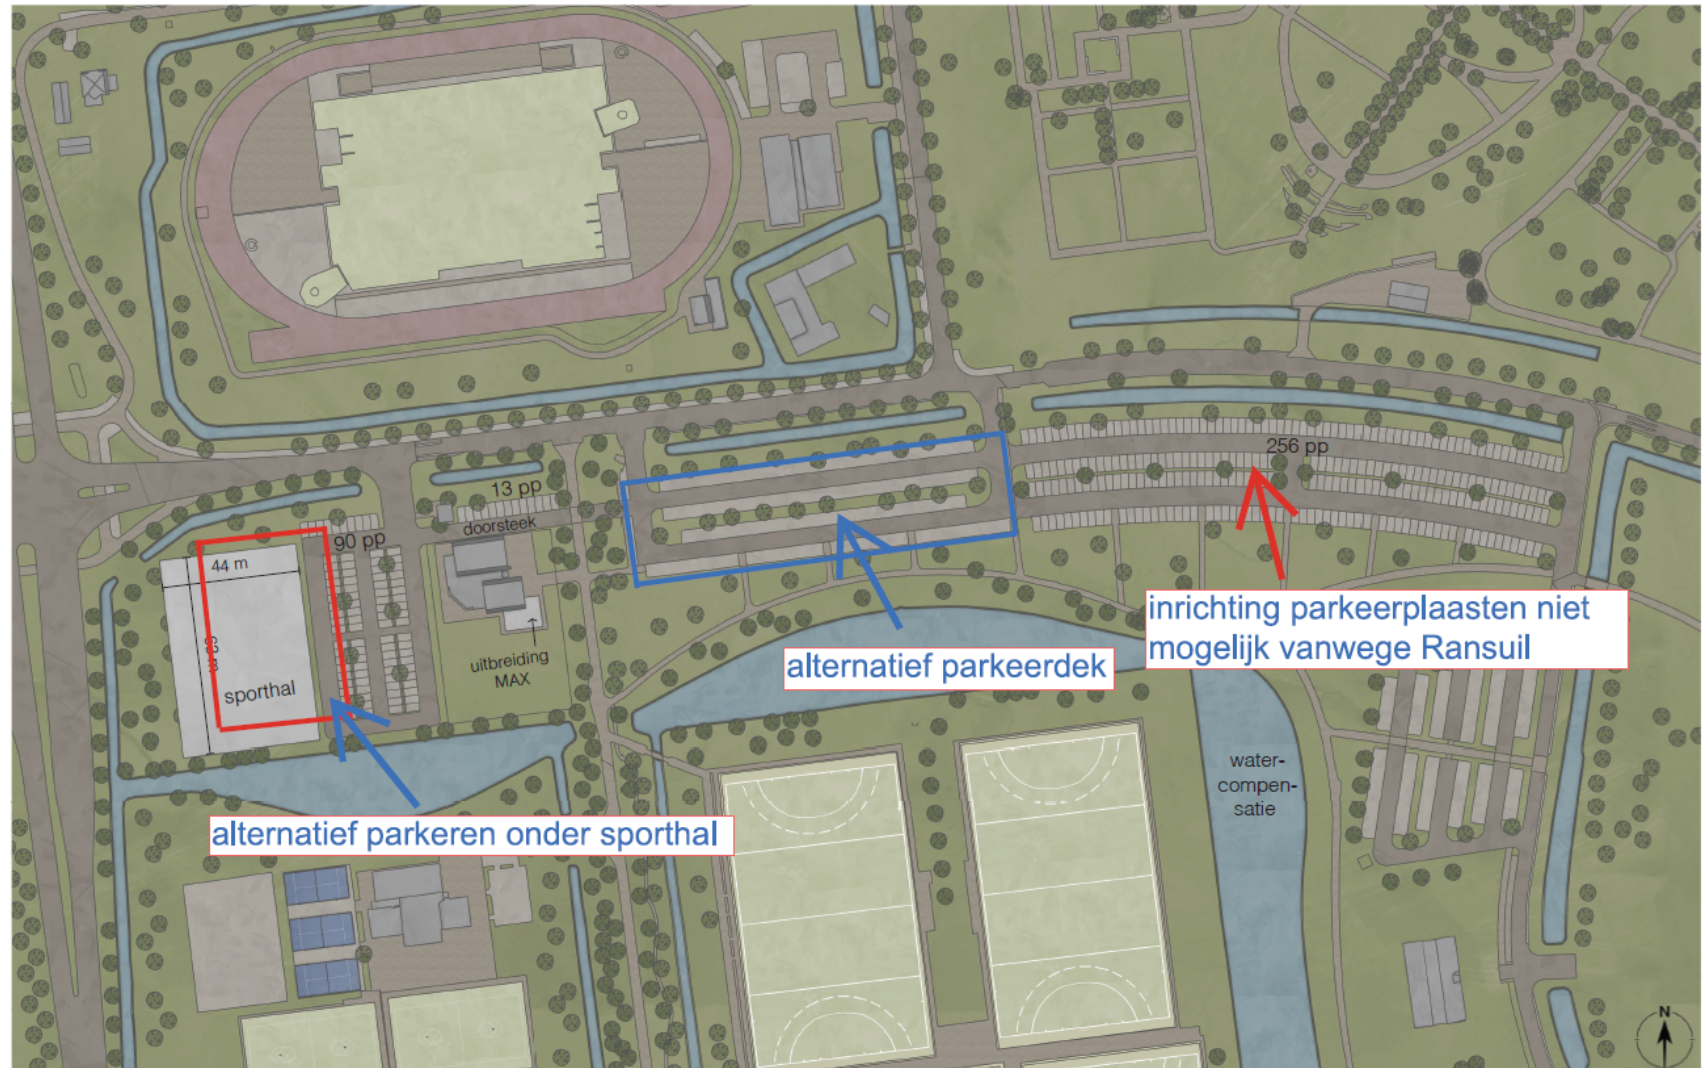 256 pp
13 pp
doorsteek
90 pp
44 m
sporthal
uitbreiding
MAX
inrichting parkeerplaasten niet
mogelijk vanwege Ransuil
alternatief parkeerdek
water-
compen-
satie
alternatief parkeren onder sporthal
N